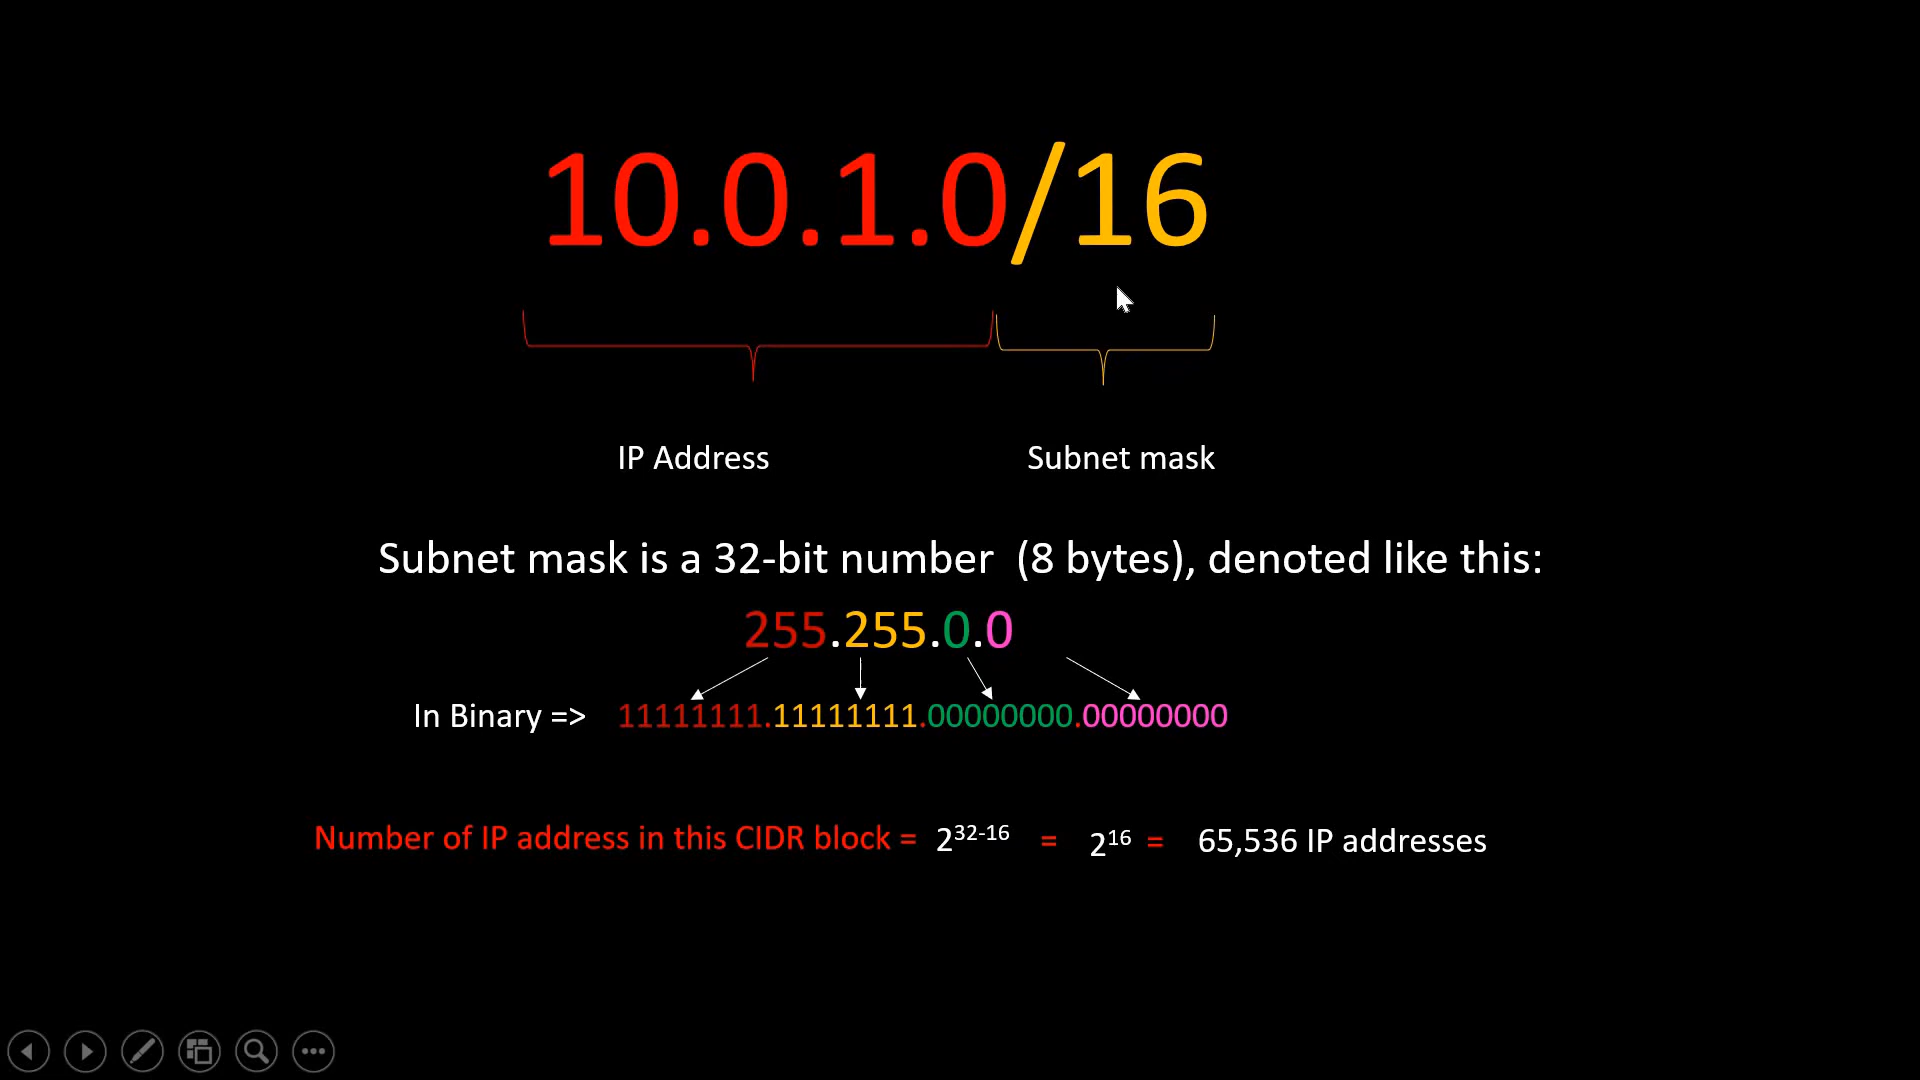 10.0.1.0/16
IP Address Subnet mask
Subnet mask is a 32-bit number (8 bytes), denoted like this:
255.255.0.0
In Binary => 11111111.11111111.00000000.00000000
Number of IP address in this CIDR block = 2³²⁻¹⁶ = 2¹⁶ = 65,536 IP addresses